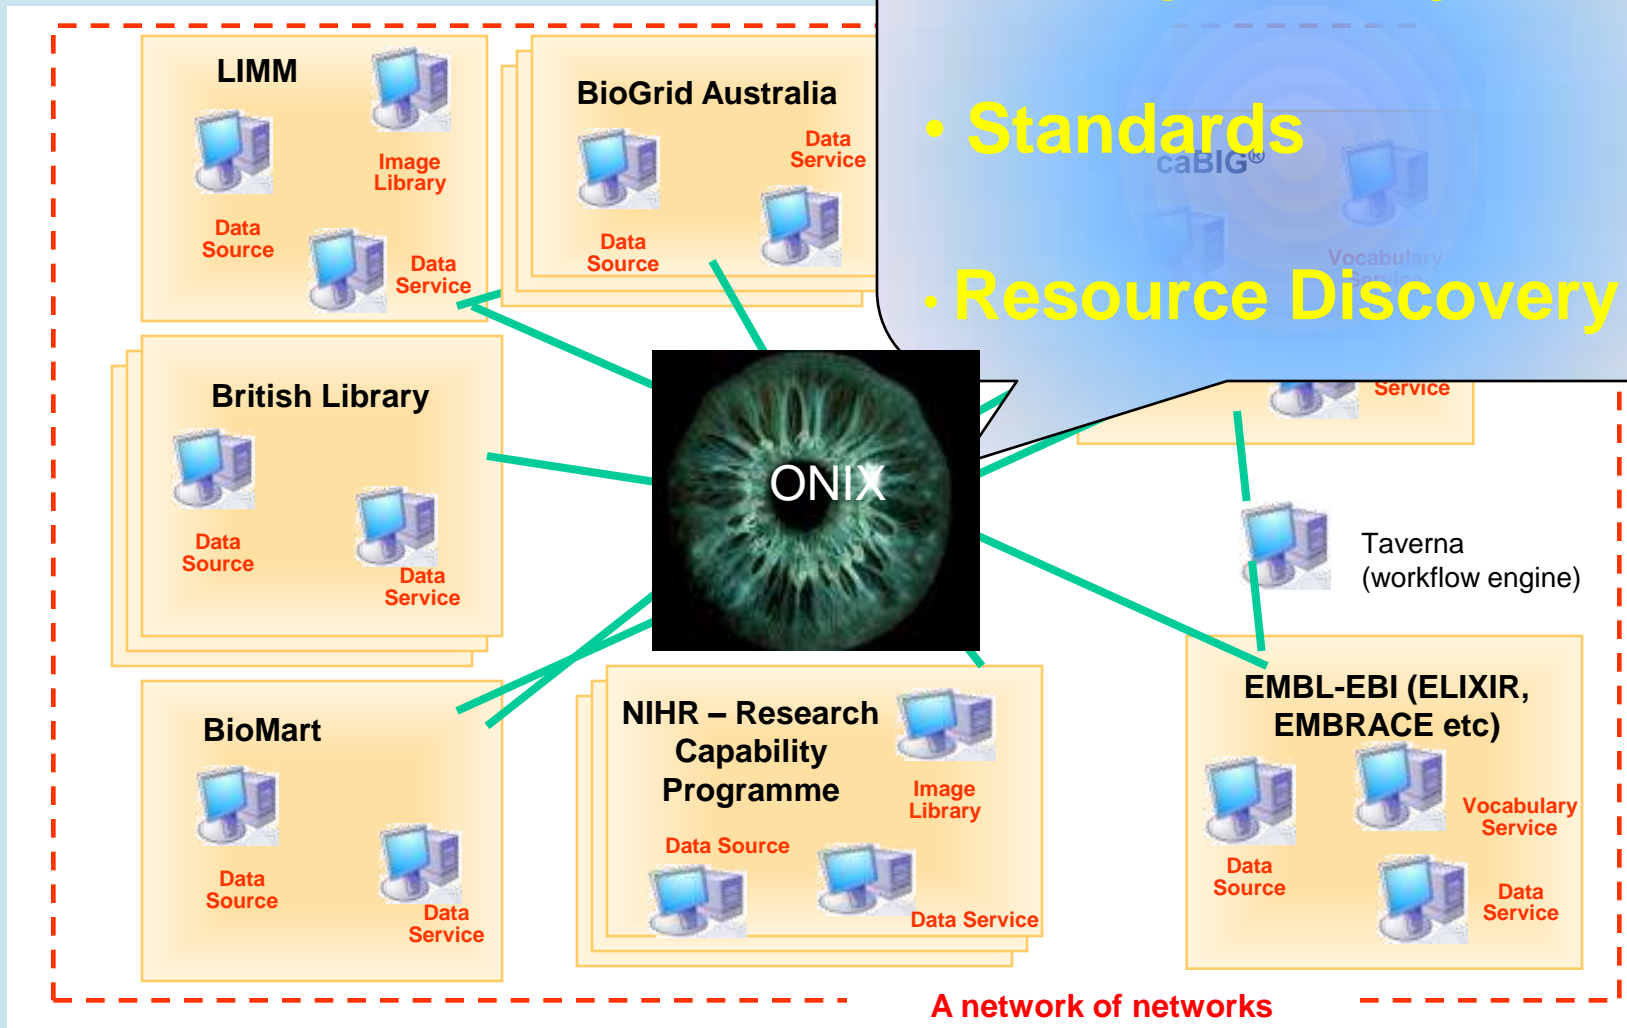 LIMM
Image
Library
Data
Source
Data
Service
BioGrid Australia
Data
Service
Data
Source
• Standards
caBIG®
Vocabulary
Service
• Resource Discovery
Service
British Library
Data
Source
Data
Service
ONIX
Taverna
(workflow engine)
BioMart
Data
Source
Data
Service
NIHR – Research
Capability
Programme
Image
Library
Data Source
Data Service
EMBL-EBI (ELIXIR,
EMBRACE etc)
Vocabulary
Service
Data
Source
Data
Service
A network of networks